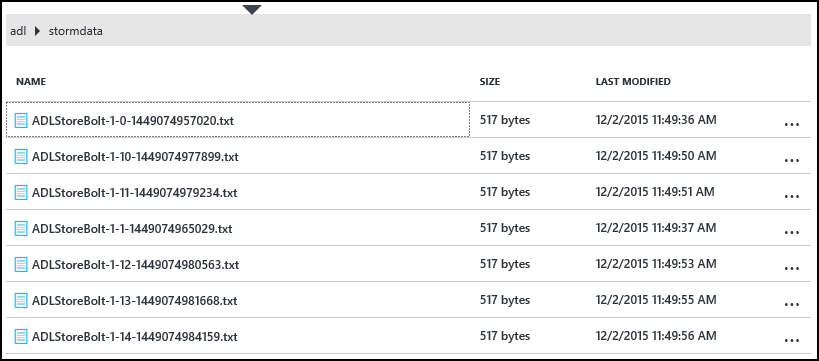 adl stormdata
NAME SIZE LAST MODIFIED
ADLStoreBolt-1-0-1449074957020.txt 517 bytes 12/2/2015 11:49:36 AM ...
ADLStoreBolt-1-10-1449074977899.txt 517 bytes 12/2/2015 11:49:50 AM ...
ADLStoreBolt-1-11-1449074979234.txt 517 bytes 12/2/2015 11:49:51 AM ...
ADLStoreBolt-1-1-1449074965029.txt 517 bytes 12/2/2015 11:49:37 AM ...
ADLStoreBolt-1-12-1449074980563.txt 517 bytes 12/2/2015 11:49:53 AM ...
ADLStoreBolt-1-13-1449074981668.txt 517 bytes 12/2/2015 11:49:55 AM ...
ADLStoreBolt-1-14-1449074984159.txt 517 bytes 12/2/2015 11:49:56 AM ...